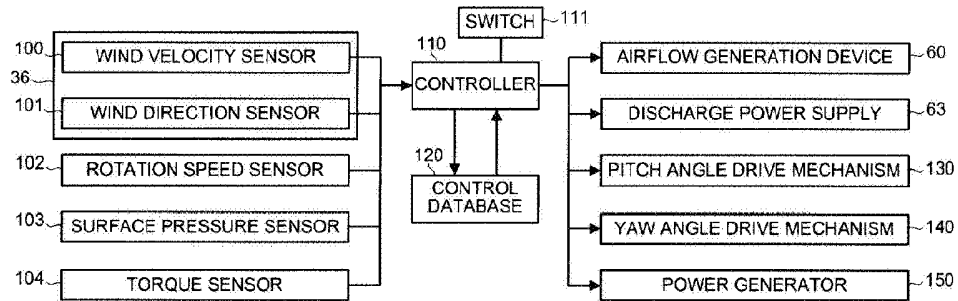 SWITCH 111
100 WIND VELOCITY SENSOR
36
101 WIND DIRECTION SENSOR
102 ROTATION SPEED SENSOR
103 SURFACE PRESSURE SENSOR
104 TORQUE SENSOR
110
CONTROLLER
120
CONTROL
DATABASE
AIRFLOW GENERATION DEVICE 60
DISCHARGE POWER SUPPLY 63
PITCH ANGLE DRIVE MECHANISM 130
YAW ANGLE DRIVE MECHANISM 140
POWER GENERATOR 150